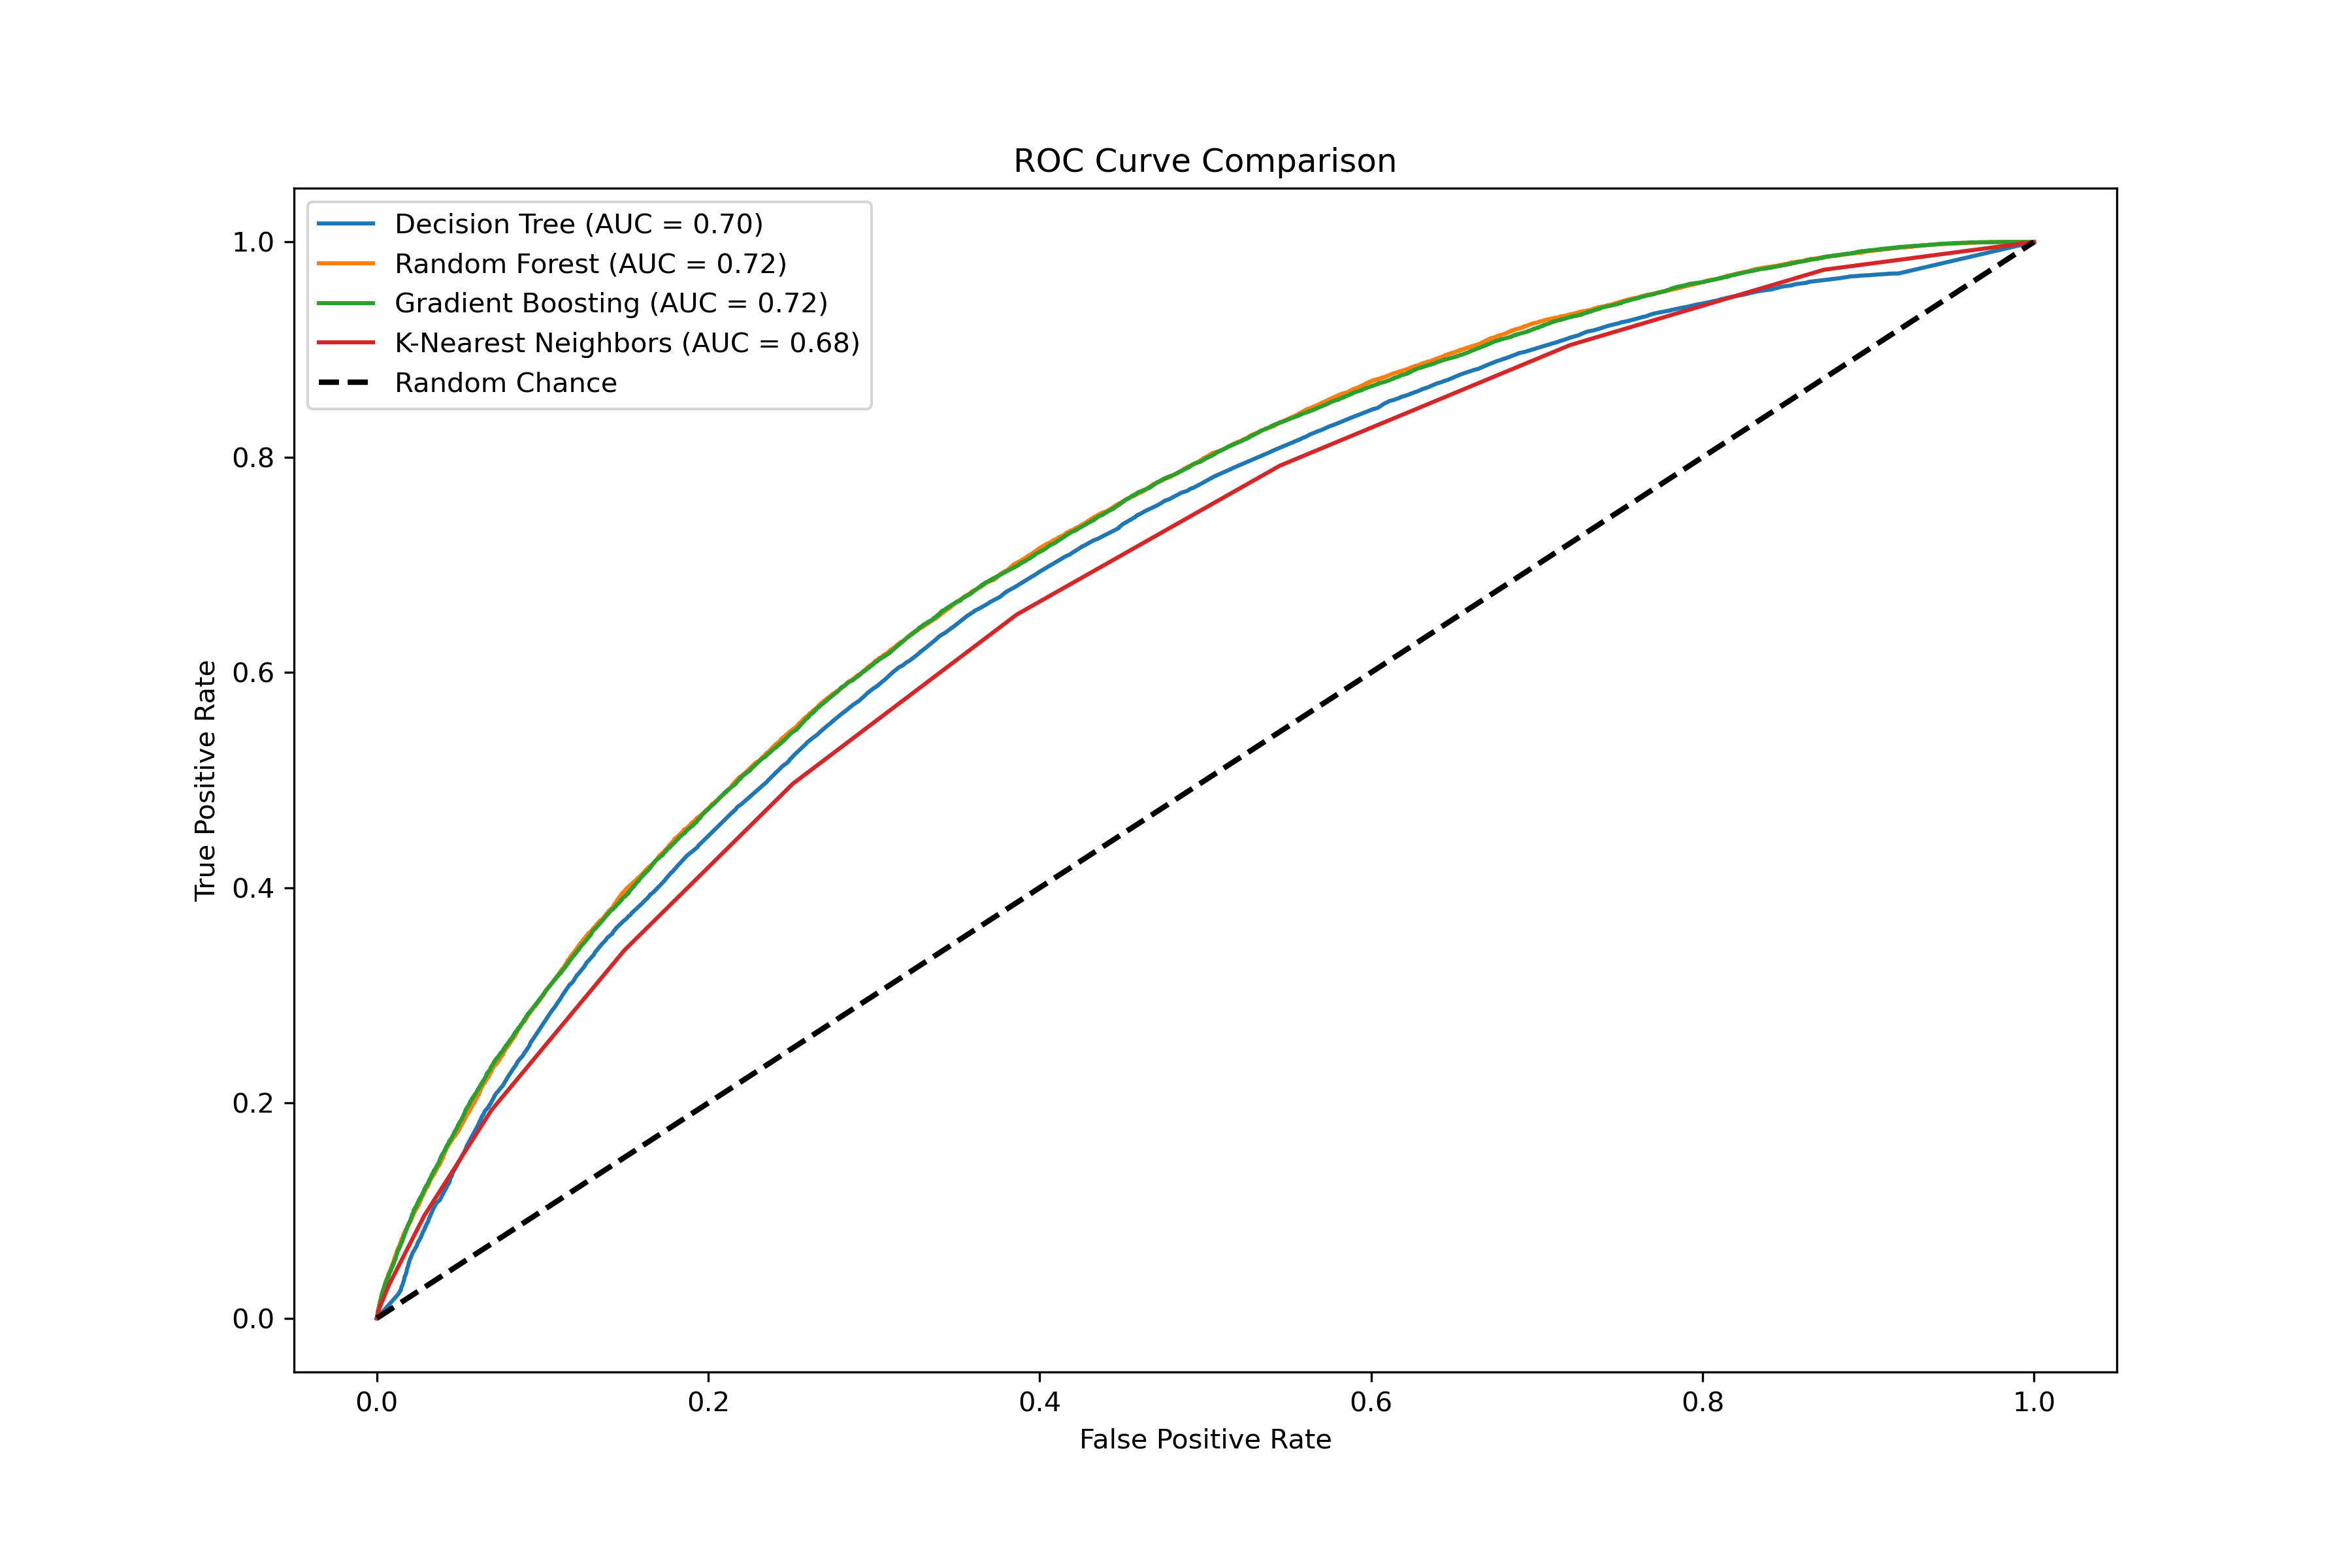 ROC Curve Comparison
Decision Tree (AUC = 0.70)
Random Forest (AUC = 0.72)
Gradient Boosting (AUC = 0.72)
K-Nearest Neighbors (AUC = 0.68)
Random Chance
True Positive Rate
1.0
0.8
0.6
0.4
0.2
0.0
0.0 0.2 0.4 0.6 0.8 1.0
False Positive Rate